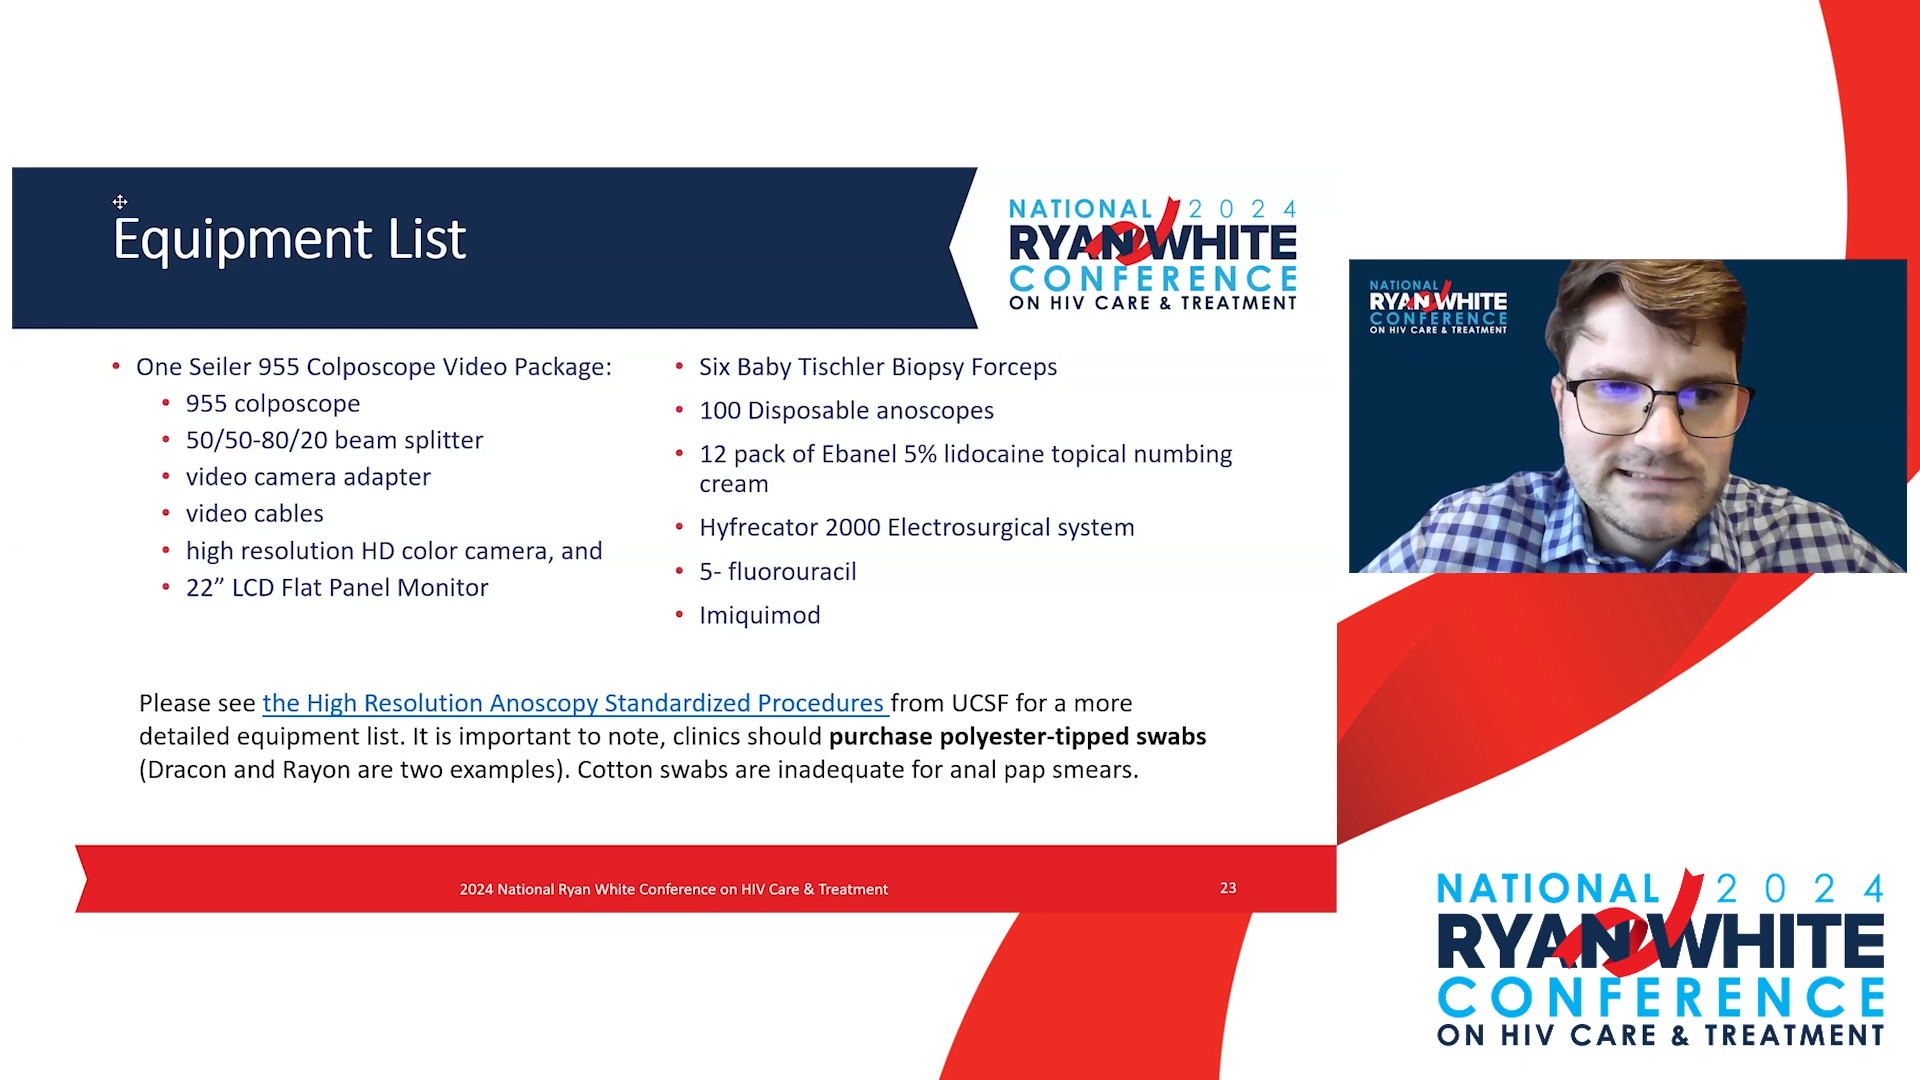 Equipment List
NATIONAL 2024
RYAN WHITE
CONFERENCE
ON HIV CARE & TREATMENT
• One Seiler 955 Colposcope Video Package:
• 955 colposcope
• 50/50-80/20 beam splitter
• video camera adapter
• video cables
• high resolution HD color camera, and
• 22” LCD Flat Panel Monitor
• Six Baby Tischler Biopsy Forceps
• 100 Disposable anoscopes
• 12 pack of Ebanel 5% lidocaine topical numbing
cream
• Hyfrecator 2000 Electrosurgical system
• 5- fluorouracil
• Imiquimod
Please see the High Resolution Anoscopy Standardized Procedures from UCSF for a more
detailed equipment list. It is important to note, clinics should purchase polyester-tipped swabs
(Dracon and Rayon are two examples). Cotton swabs are inadequate for anal pap smears.
2024 National Ryan White Conference on HIV Care & Treatment
23
NATIONAL
RYAN WHITE
CONFERENCE
ON HIV CARE & TREATMENT
NATIONAL 2024
RYAN WHITE
CONFERENCE
ON HIV CARE & TREATMENT